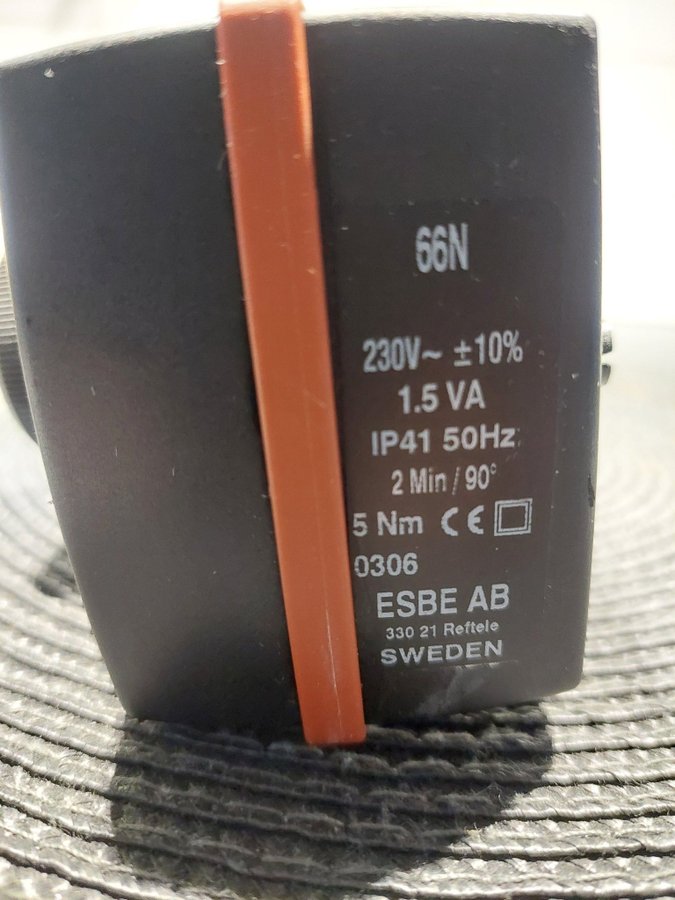 66N
230V~ ±10%
1.5 VA
IP41 50Hz
2 Min / 90°
5 Nm CE
0306
ESBE AB
330 21 Reftele
SWEDEN